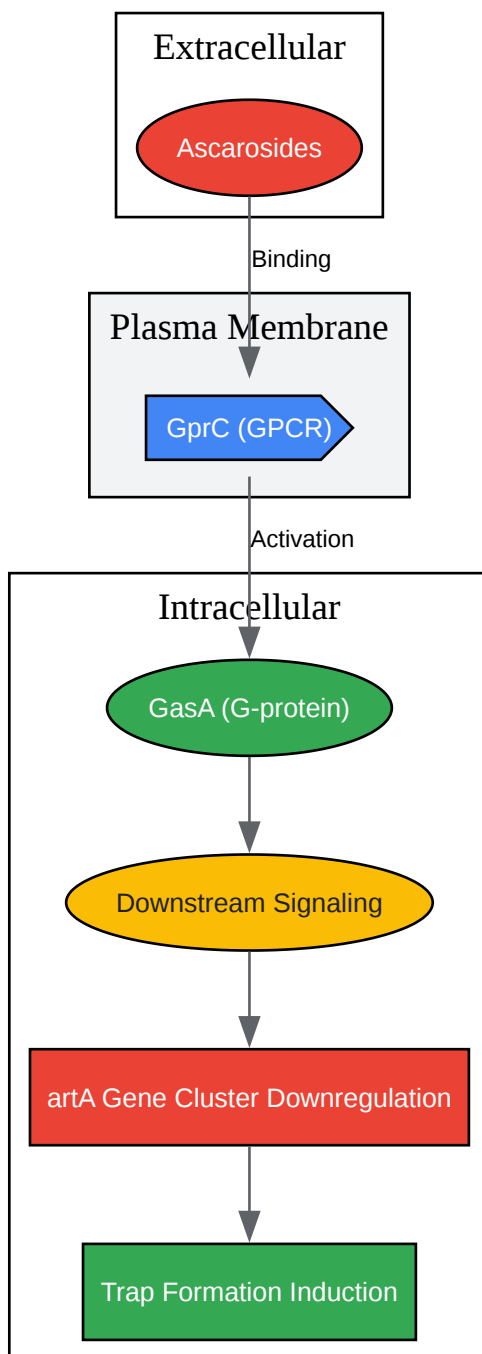 Extracellular
Ascarosides
Binding
Plasma Membrane
GprC (GPCR)
Activation
Intracellular
GasA (G-protein)
Downstream Signaling
artA Gene Cluster Downregulation
Trap Formation Induction